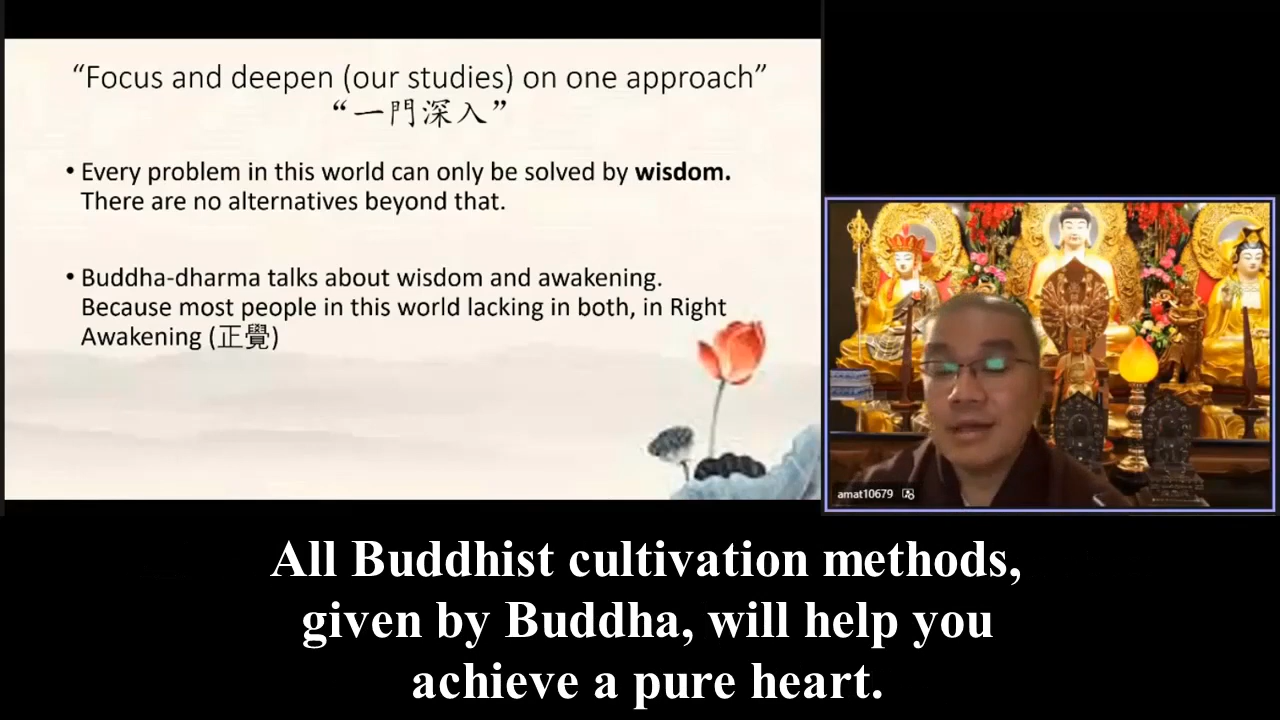 “Focus and deepen (our studies) on one approach”
“一門深入”
• Every problem in this world can only be solved by wisdom.
There are no alternatives beyond that.
• Buddha-dharma talks about wisdom and awakening.
Because most people in this world lacking in both, in Right
Awakening (正覺)
amat10679
All Buddhist cultivation methods,
given by Buddha, will help you
achieve a pure heart.